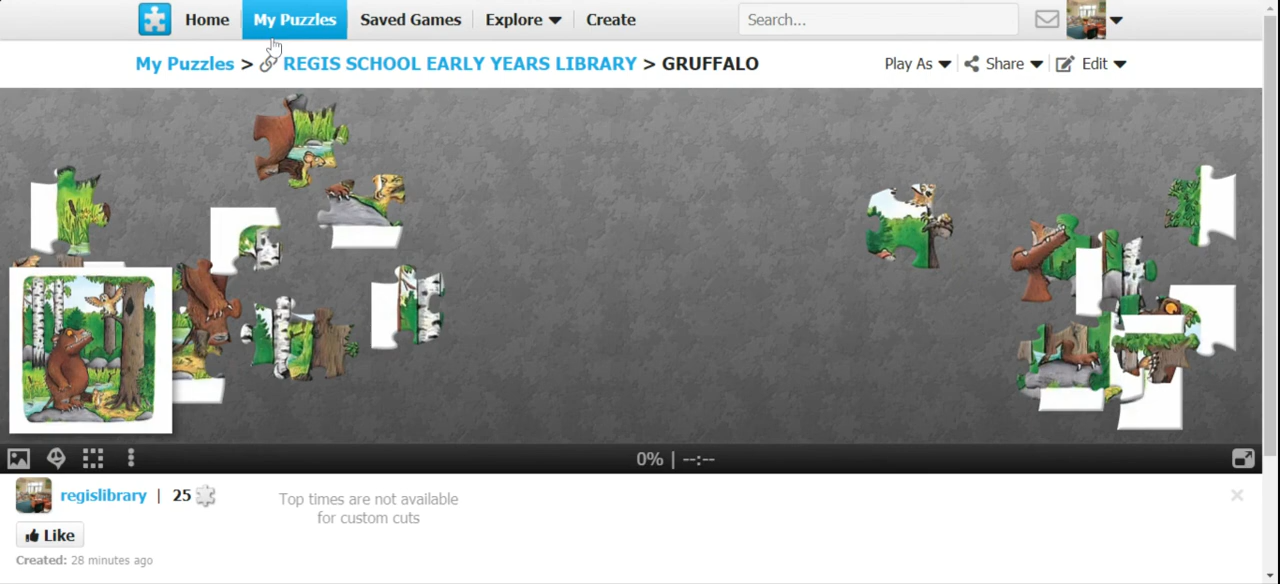 Home My Puzzles Saved Games Explore Create Search...
My Puzzles > REGIS SCHOOL EARLY YEARS LIBRARY > GRUFFALO Play As Share Edit
0% | --:--
regislibrary | 25
Top times are not available
for custom cuts
Like
Created: 28 minutes ago